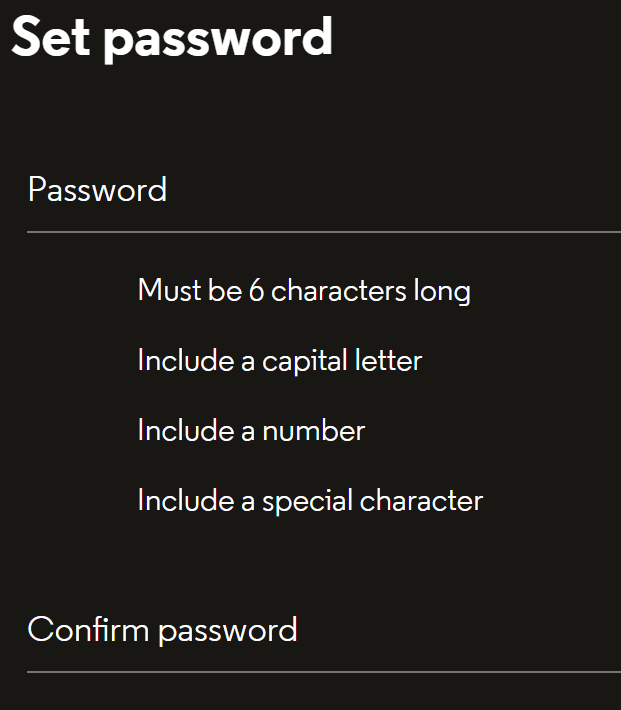 Set password
Password
Must be 6 characters long
Include a capital letter
Include a number
Include a special character
Confirm password